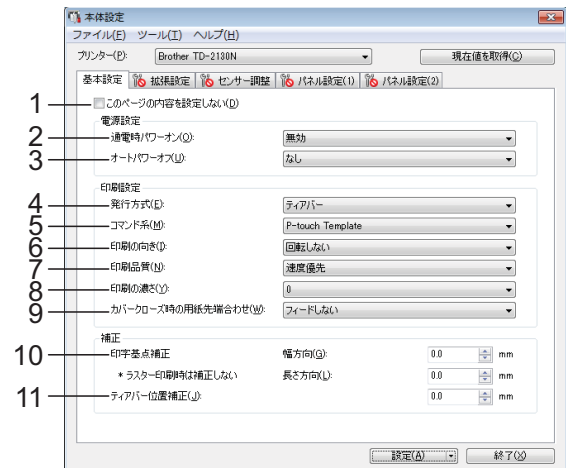 本体設定
ファイル(F) ツール(T) ヘルプ(H)
プリンター(P): Brother TD-2130N 現在値を取得(C)
基本設定 拡張設定 センサー調整 パネル設定(1) パネル設定(2)
1 このページの内容を設定しない(D)
電源設定
2 通電時パワーオン(O): 無効
3 オートパワーオフ(U): なし
印刷設定
4 発行方式(E): ティアバー
5 コマンド系(M): P-touch Template
6 印刷の向き(I): 回転しない
7 印刷品質(N): 速度優先
8 印刷の濃さ(Y): 0
9 カバークローズ時の用紙先端合わせ(W): フィードしない
補正
10 印字基点補正 幅方向(G): 0.0 mm
* ラスター印刷時は補正しない 長さ方向(L): 0.0 mm
11 ティアバー位置補正(J): 0.0 mm
設定(A) 終了(X)